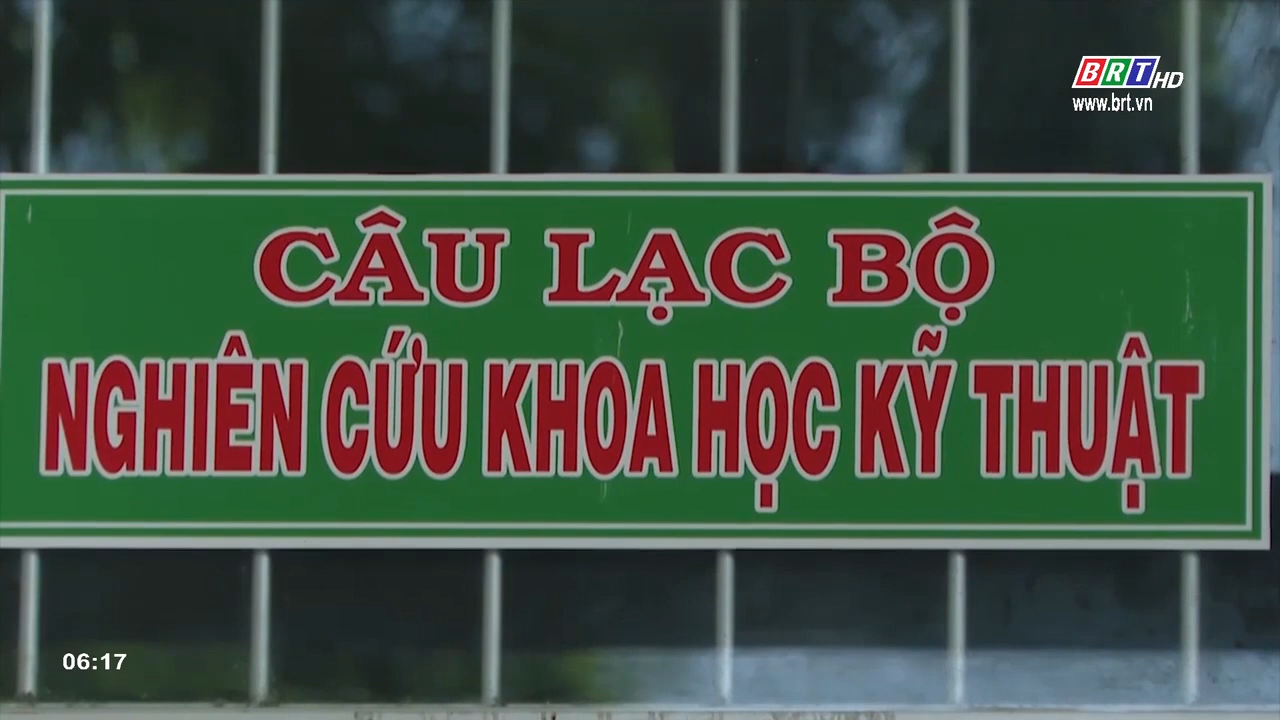 BRT HD
www.brt.vn
CÂU LẠC BỘ
NGHIÊN CỨU KHOA HỌC KỸ THUẬT
06:17